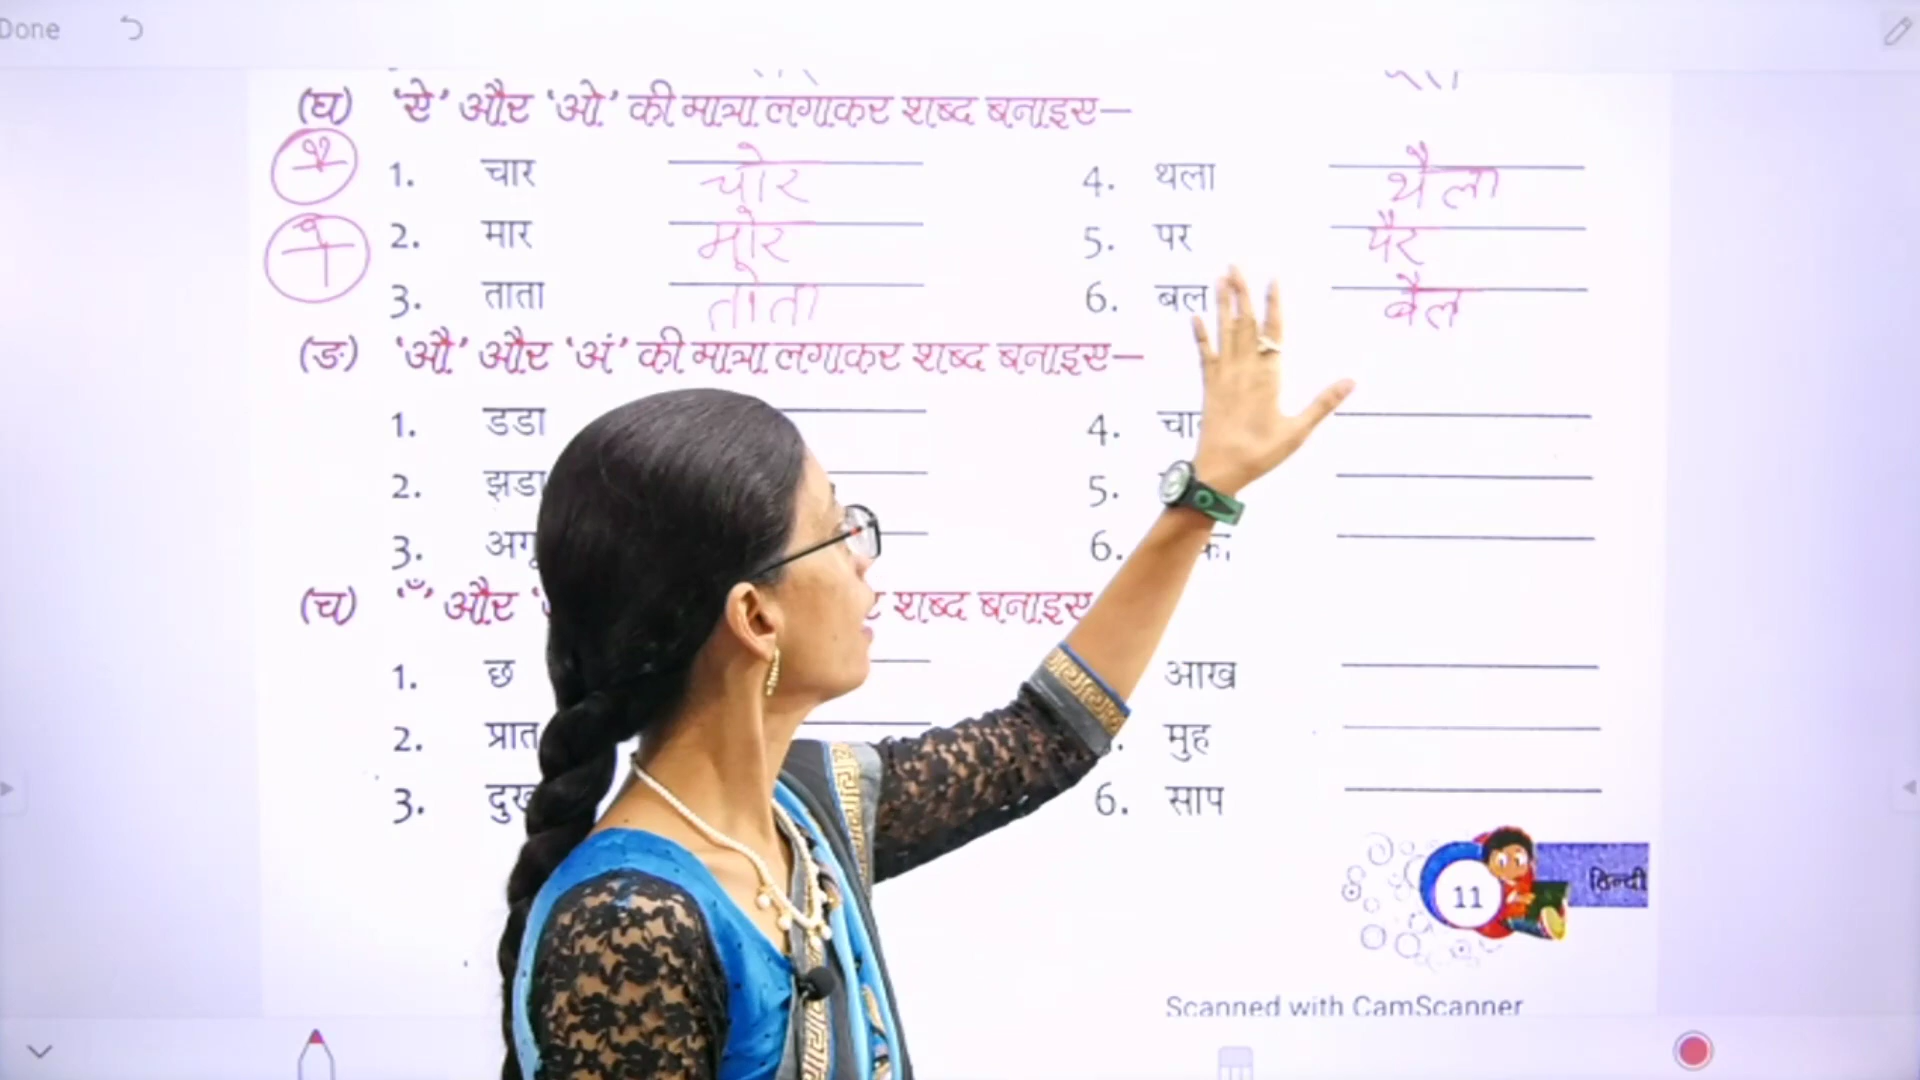 Done
(घ) 'ऐ' और 'ओ' की मात्रा लगाकर शब्द बनाइए—
1. चार चोर 4. थला थैला
2. मार मोर 5. पर पैर
3. ताता तोता 6. बल बैल
(ङ) 'औ' और 'अं' की मात्रा लगाकर शब्द बनाइए—
1. डडा 4.
2. झडा 5.
3. 6.
(च) 'ँ' और शब्द बनाइए
1. छ आख
2. मुह
3. 6. साप
11 हिन्दी
Scanned with CamScanner